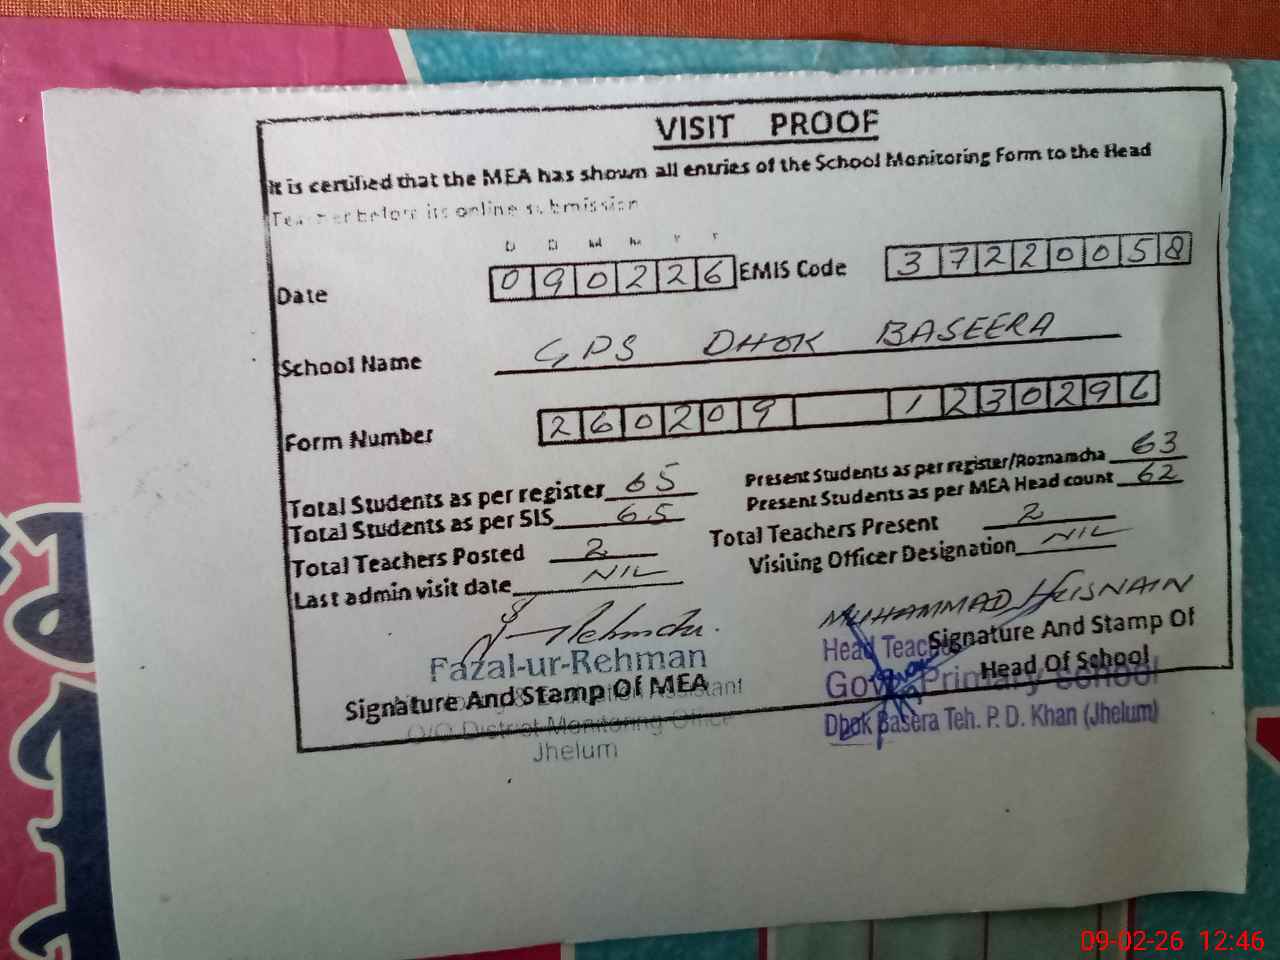 VISIT PROOF
It is certified that the MEA has shown all entries of the School Monitoring Form to the Head
Teacher before its online submission
D D M M Y Y
Date 090226 EMIS Code 37220058
School Name GPS DHOK BASEERA
Form Number 260209 1230296
Total Students as per register 65 Present Students as per register/Roznamcha 63
Total Students as per SIS 65 Present Students as per MEA Head count 62
Total Teachers Posted 2 Total Teachers Present 2
Last admin visit date NIL Visiting Officer Designation NIL
MUHAMMAD HUSNAIN
Fazal-ur-Rehman
Signature And Stamp Of MEA
Assistant
O/O District Monitoring Office
Jhelum
Signature And Stamp Of
Head Of School
Head Teacher
Govt. Primary School
Dhok Basera Teh. P. D. Khan (Jhelum)
09-02-26 12:46